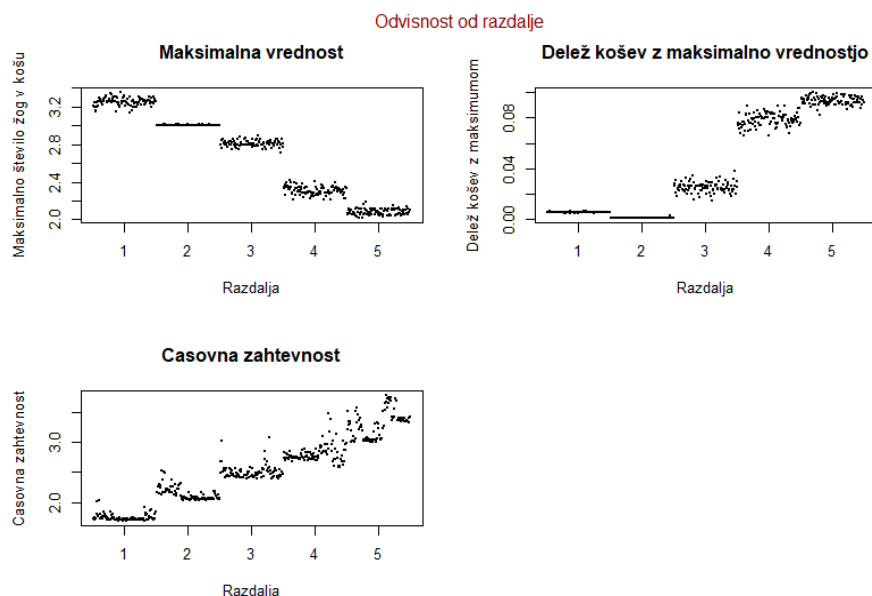 Odvisnost od razdalje
Maksimalna vrednost
Maksimalno število žog v košu
2.0 2.4 2.8 3.2
1 2 3 4 5
Razdalja
Delež košev z maksimalno vrednostjo
Delež košev z maksimumom
0.00 0.04 0.08
1 2 3 4 5
Razdalja
Casovna zahtevnost
Casovna zahtevnost
2.0 3.0
1 2 3 4 5
Razdalja